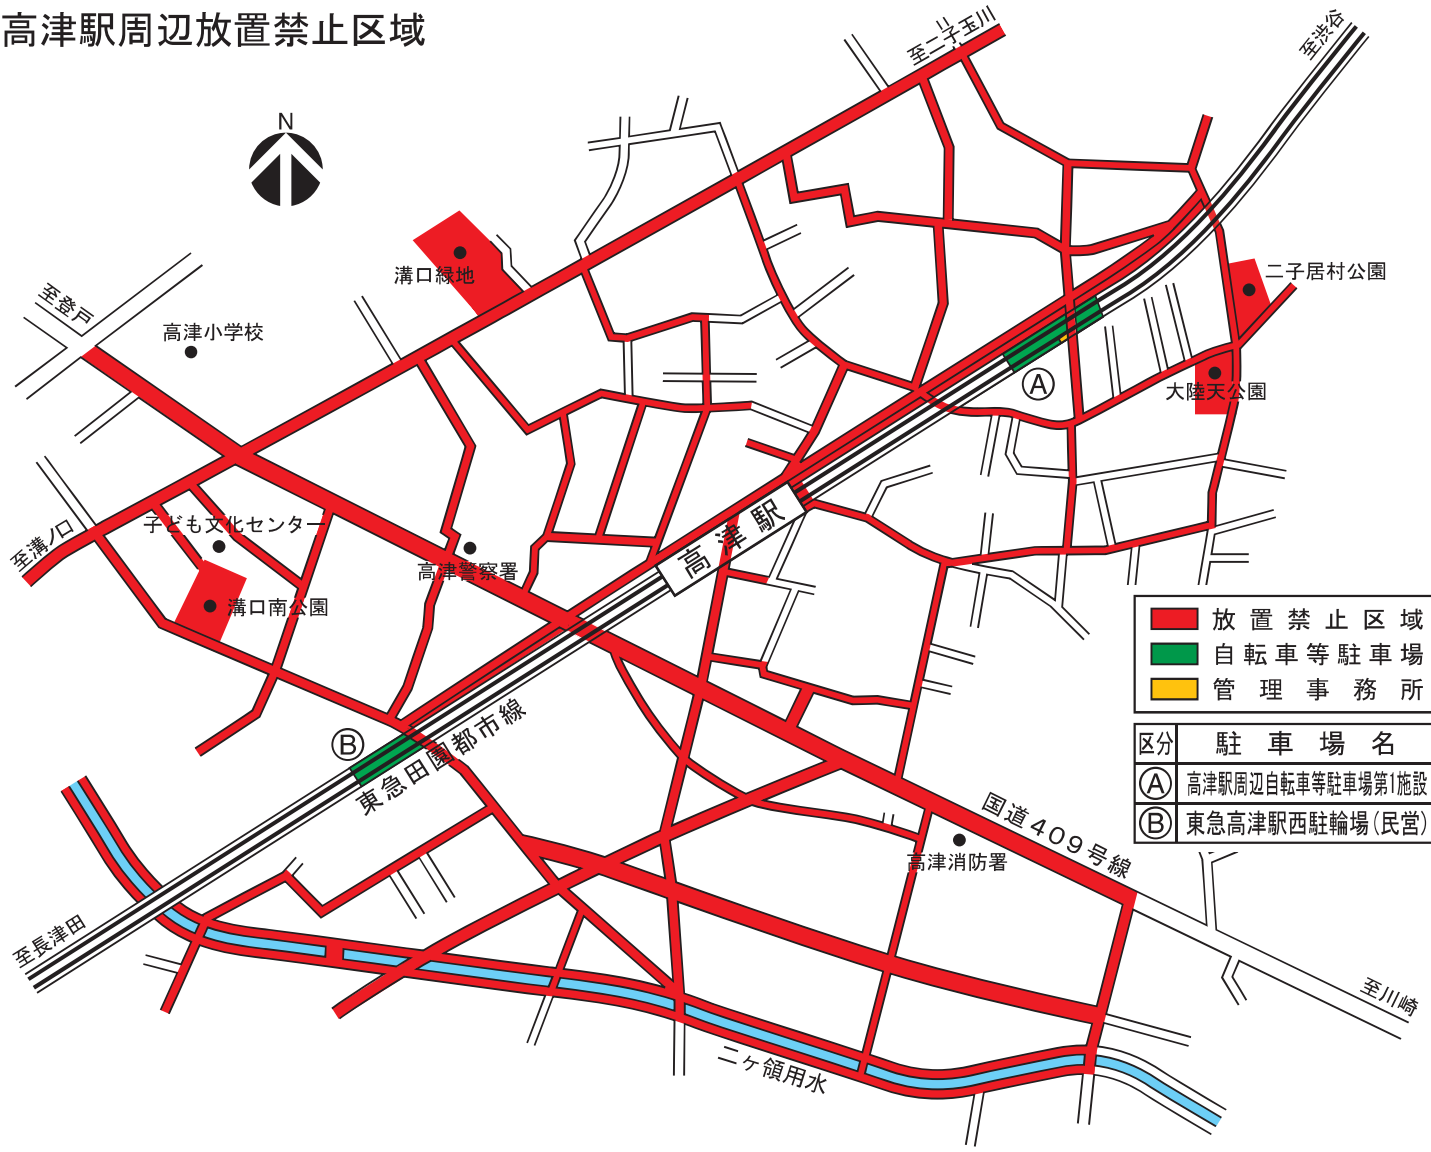 高津駅周辺放置禁止区域
N
至二子玉川
至渋谷
溝口緑地
二子居村公園
至登戸
高津小学校
大陸天公園
A
子ども文化センター
至溝ノ口
高津警察署
高津駅
溝口南公園
B
東急田園都市線
国道409号線
高津消防署
至長津田
至川崎
二ヶ領用水
放置禁止区域
自転車等駐車場
管理事務所
区分 駐車場名
A 高津駅周辺自転車等駐車場第1施設
B 東急高津駅西駐輪場(民営)